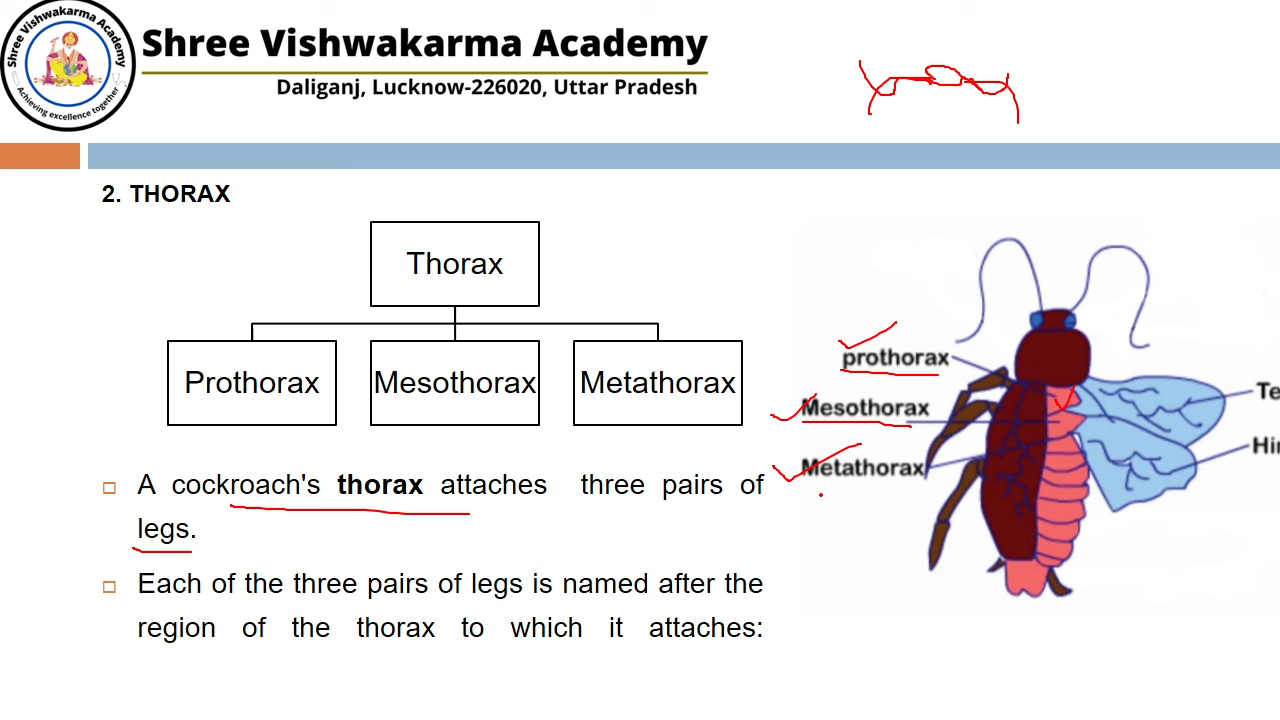 Shree Vishwakarma Academy
Achieving excellence together
Shree Vishwakarma Academy
Daliganj, Lucknow-226020, Uttar Pradesh
2. THORAX
Thorax
Prothorax Mesothorax Metathorax
A cockroach's thorax attaches three pairs of
legs.
Each of the three pairs of legs is named after the
region of the thorax to which it attaches:
prothorax
Mesothorax
Metathorax
Te
Hin